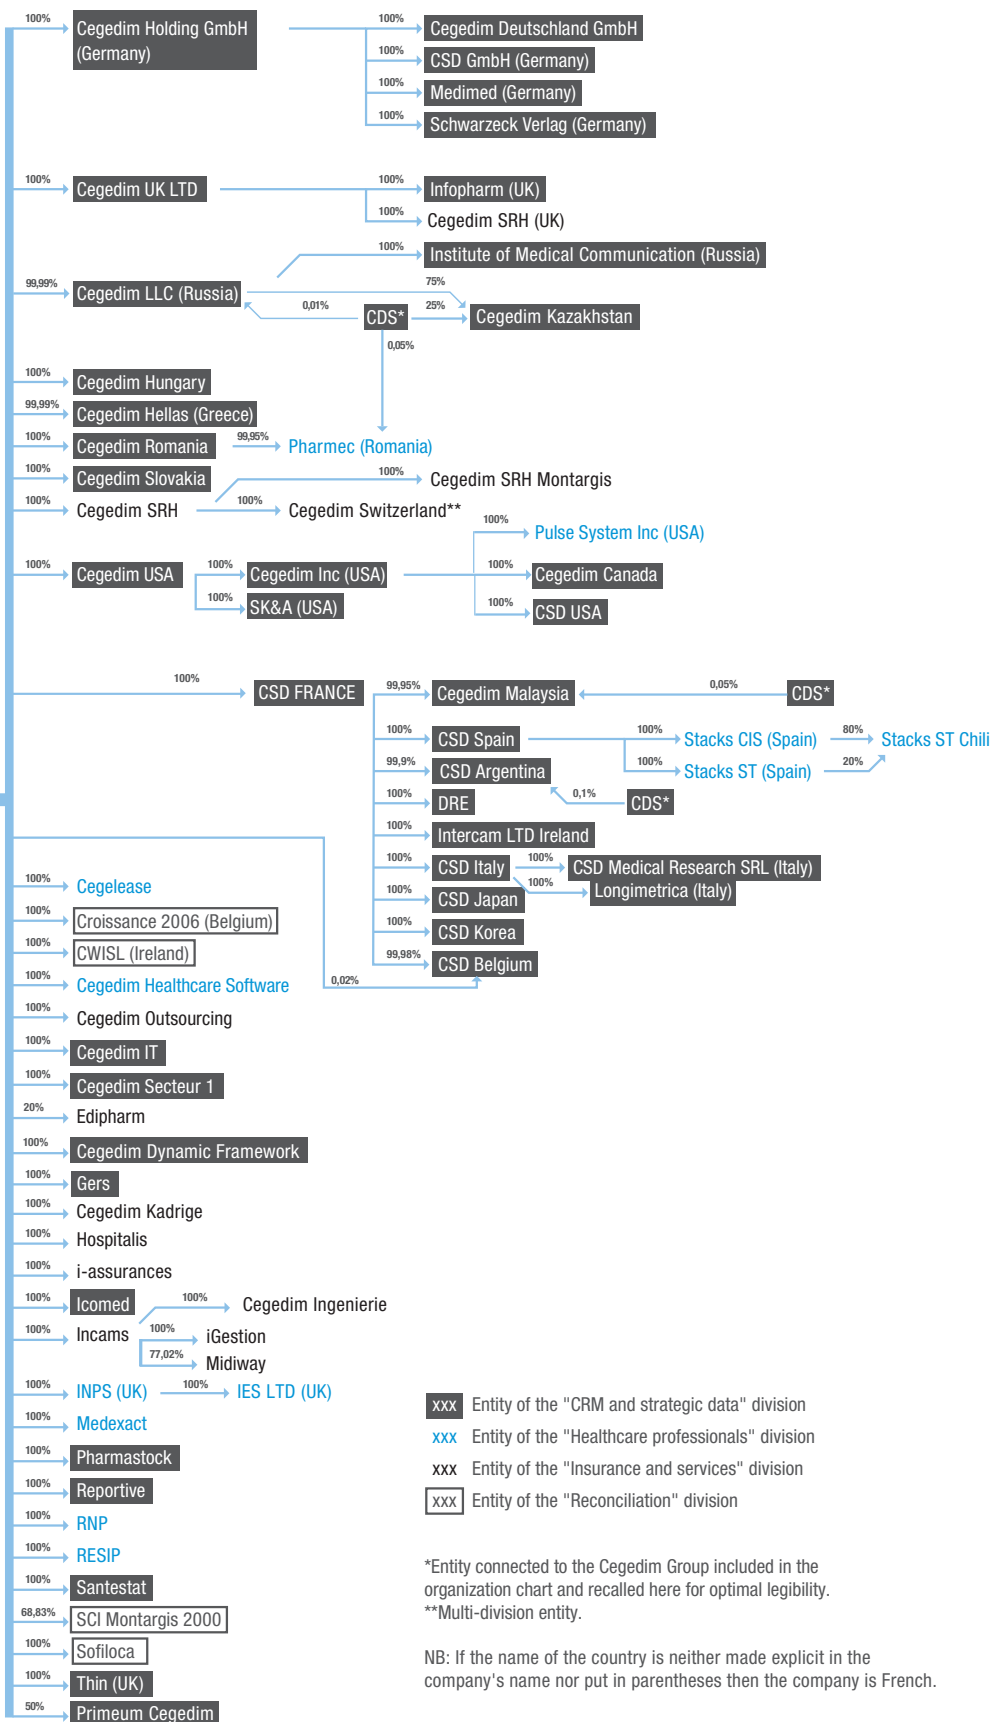 100% Cegedim Holding GmbH 100% Cegedim Deutschland GmbH
(Germany) 100% CSD GmbH (Germany)
100% Medimed (Germany)
100% Schwarzeck Verlag (Germany)
100% Cegedim UK LTD 100% Infopharm (UK)
100% Cegedim SRH (UK)
100% Institute of Medical Communication (Russia)
99,99% Cegedim LLC (Russia) 75%
0,01% CDS* 25% Cegedim Kazakhstan
0,05%
100% Cegedim Hungary
99,99% Cegedim Hellas (Greece)
100% Cegedim Romania 99,95% Pharmec (Romania)
100% Cegedim Slovakia
100% Cegedim SRH Montargis
100% Cegedim SRH 100% Cegedim Switzerland**
100% Pulse System Inc (USA)
100% Cegedim USA 100% Cegedim Inc (USA) 100% Cegedim Canada
100% SK&A (USA) 100% CSD USA
100% CSD FRANCE 99,95% Cegedim Malaysia 0,05% CDS*
100% CSD Spain 100% Stacks CIS (Spain) 80% Stacks ST Chili
100% Stacks ST (Spain) 20%
99,9% CSD Argentina
100% DRE 0,1% CDS*
100% Intercam LTD Ireland
100% CSD Italy 100% CSD Medical Research SRL (Italy)
100% Longimetrica (Italy)
100% CSD Japan
100% CSD Korea
99,98% CSD Belgium
0,02%
100% Cegelease
100% Croissance 2006 (Belgium)
100% CWISL (Ireland)
100% Cegedim Healthcare Software
100% Cegedim Outsourcing
100% Cegedim IT
100% Cegedim Secteur 1
20% Edipharm
100% Cegedim Dynamic Framework
100% Gers
100% Cegedim Kadrige
100% Hospitalis
100% i-assurances
100% Icomed 100% Cegedim Ingenierie
100% Incams 100% iGestion
77,02% Midiway
100% INPS (UK) 100% IES LTD (UK)
100% Medexact
100% Pharmastock
100% Reportive
100% RNP
100% RESIP
100% Santestat
68,83% SCI Montargis 2000
100% Sofiloca
100% Thin (UK)
50% Primeum Cegedim
xxx Entity of the "CRM and strategic data" division
xxx Entity of the "Healthcare professionals" division
xxx Entity of the "Insurance and services" division
xxx Entity of the "Reconciliation" division
*Entity connected to the Cegedim Group included in the
organization chart and recalled here for optimal legibility.
**Multi-division entity.
NB: If the name of the country is neither made explicit in the
company's name nor put in parentheses then the company is French.